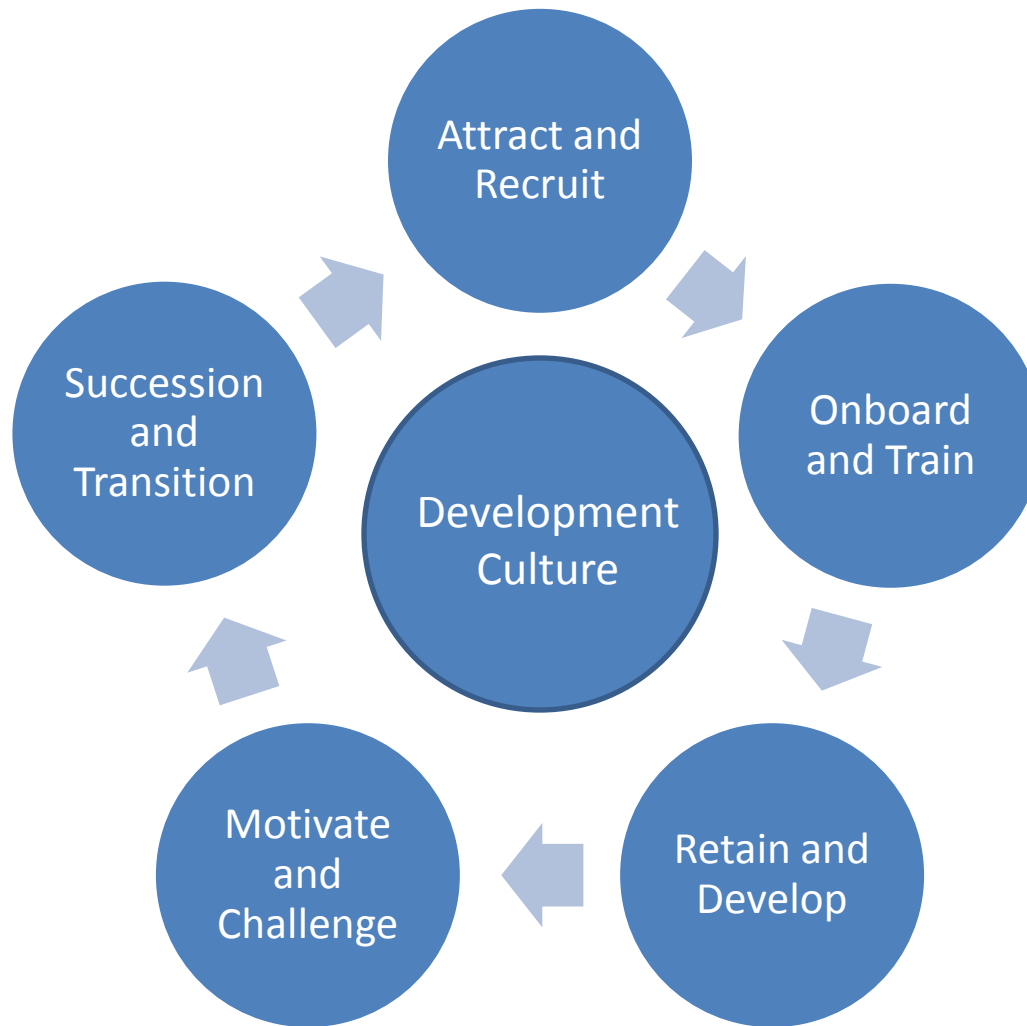 Attract and
Recruit
Onboard
and Train
Retain and
Develop
Motivate
and
Challenge
Succession
and
Transition
Development
Culture